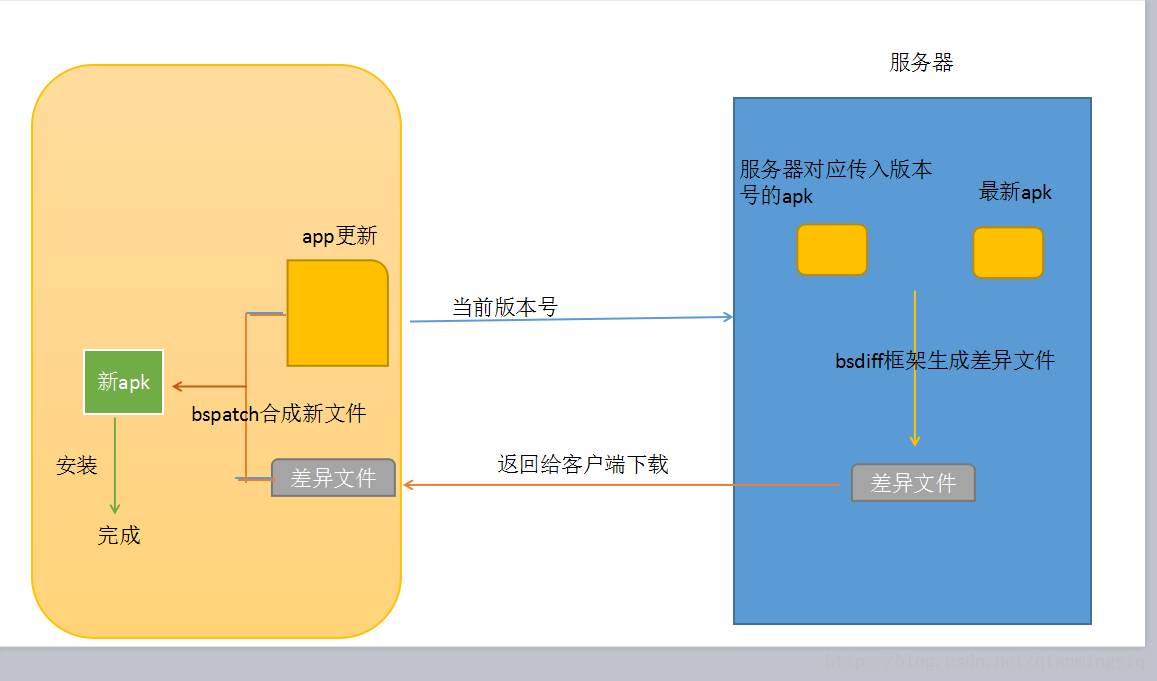 服务器
服务器对应传入版本
号的apk
最新apk
app更新
当前版本号
新apk
bsdiff框架生成差异文件
bspatch合成新文件
安装
返回给客户端下载
差异文件
差异文件
完成
http://blog.csdn.net/qianmingylq